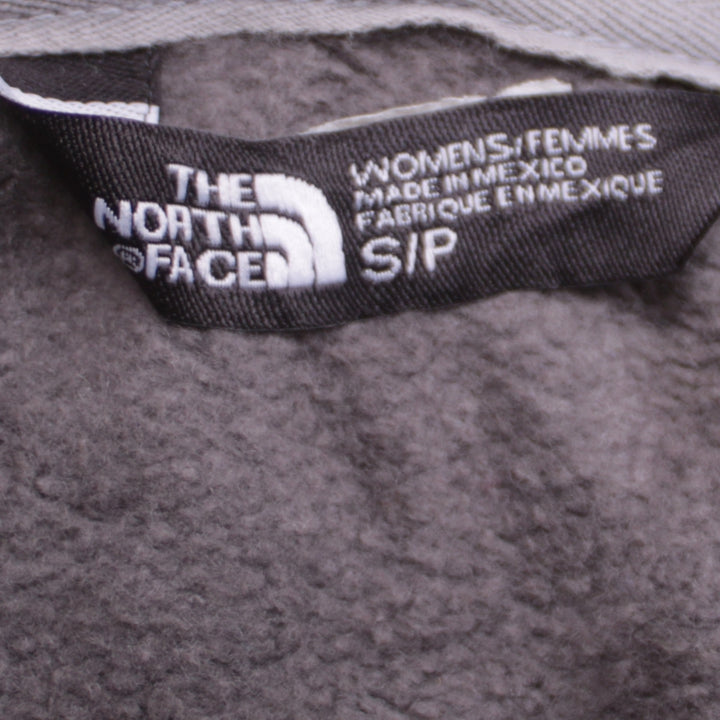 THE
NORTH
FACE
WOMENS/FEMMES
MADE IN MEXICO
FABRIQUE EN MEXIQUE
S/P